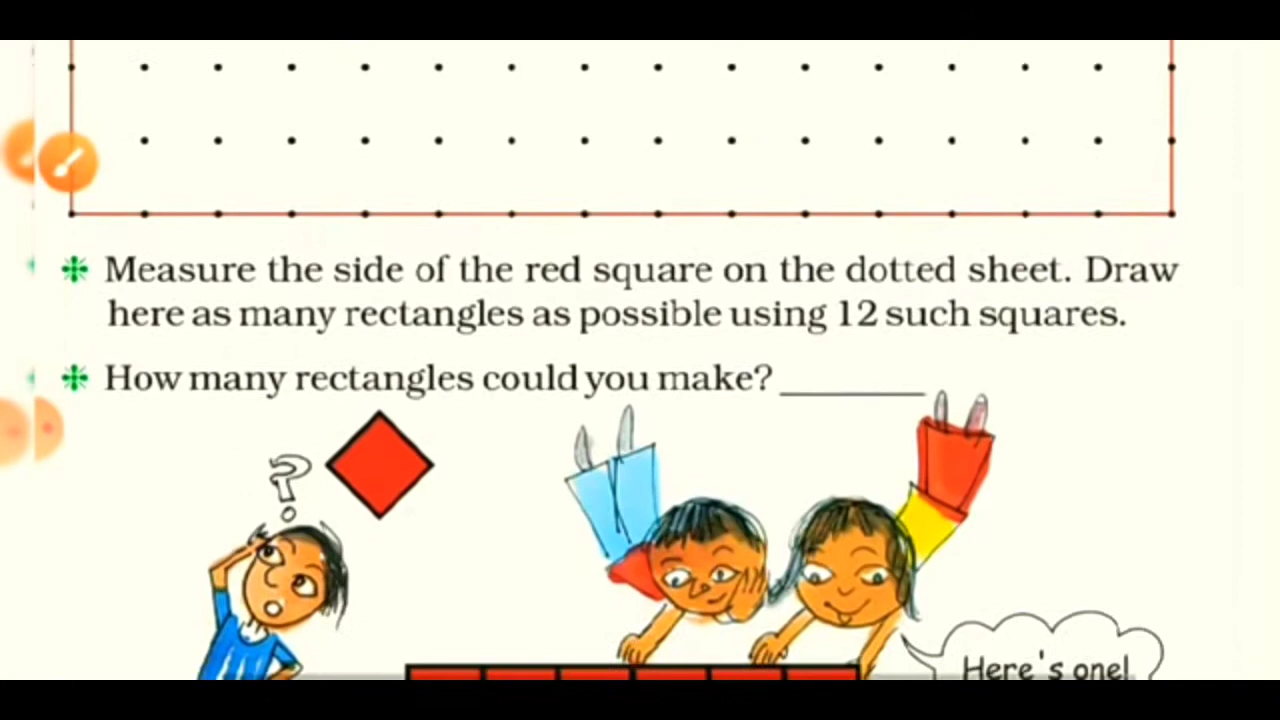 Measure the side of the red square on the dotted sheet. Draw
here as many rectangles as possible using 12 such squares.
How many rectangles could you make?
?
Here's one!